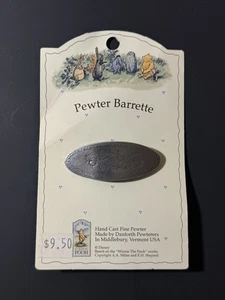 Pewter Barrette
Hand Cast Fine Pewter
Made by Danforth Pewterers
In Middlebury, Vermont USA
© Disney
Based on the "Winnie The Pooh" works
Copyright A.A. Milne and E.H. Shepard
POOH
$9.50